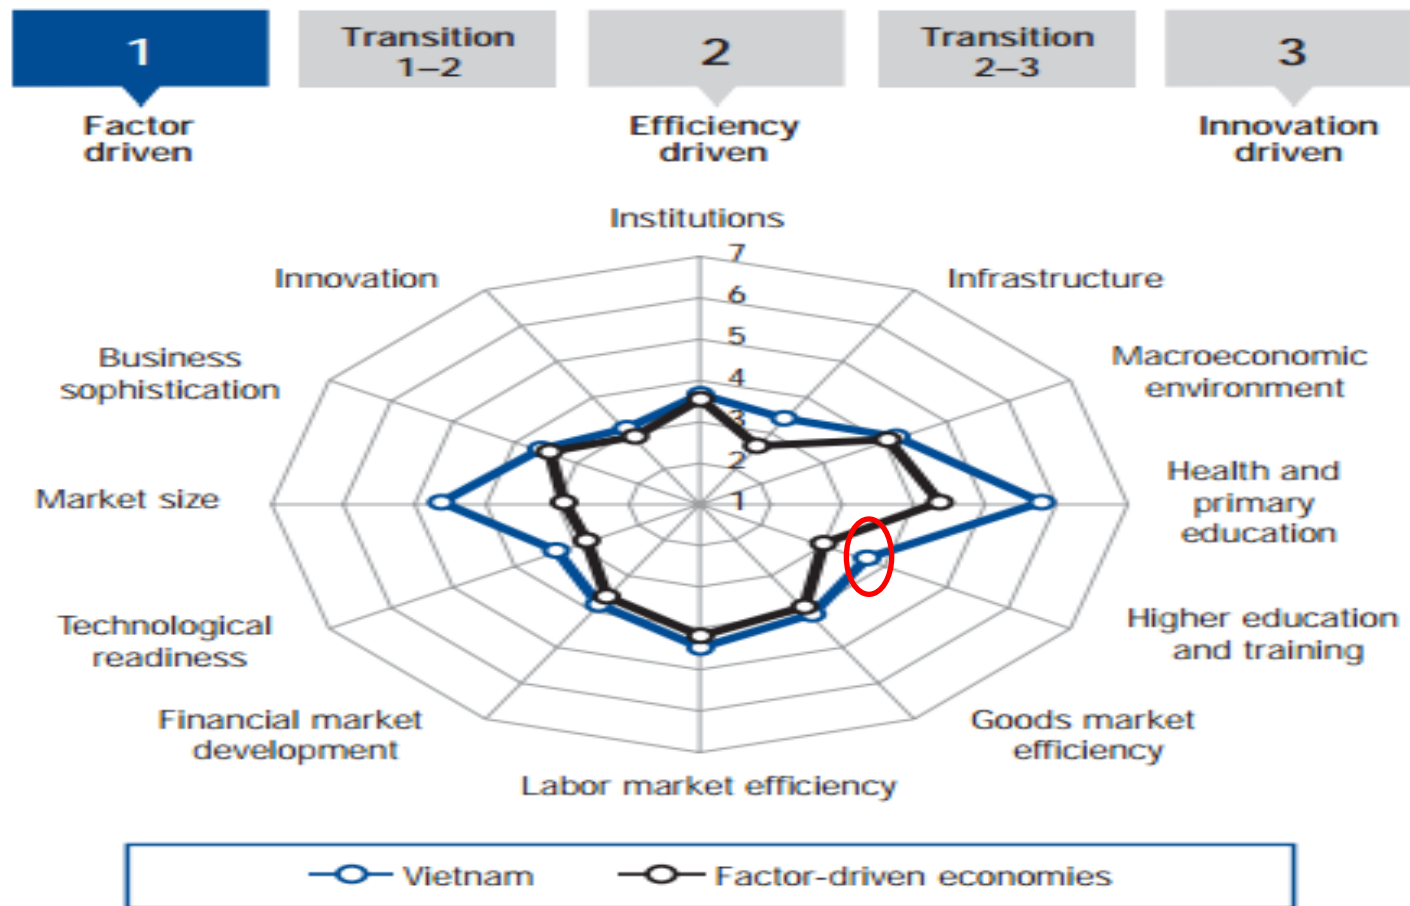 1
Transition
1–2
2
Transition
2–3
3
Factor
driven
Efficiency
driven
Innovation
driven
Institutions
7
6
5
4
3
2
1
Infrastructure
Macroeconomic
environment
Health and
primary
education
Higher education
and training
Goods market
efficiency
Labor market efficiency
Financial market
development
Technological
readiness
Market size
Business
sophistication
Innovation
Vietnam
Factor-driven economies